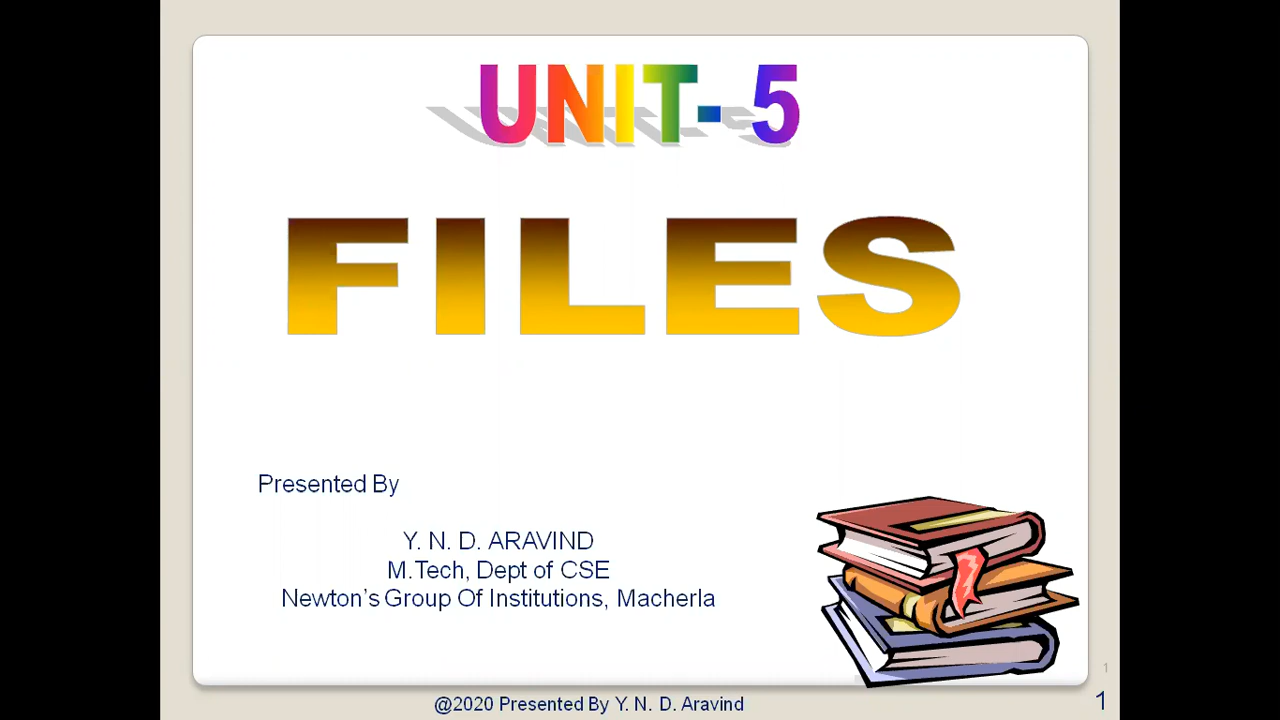 UNIT- 5
FILES
Presented By
Y. N. D. ARAVIND
M.Tech, Dept of CSE
Newton's Group Of Institutions, Macherla
1
@2020 Presented By Y. N. D. Aravind
1